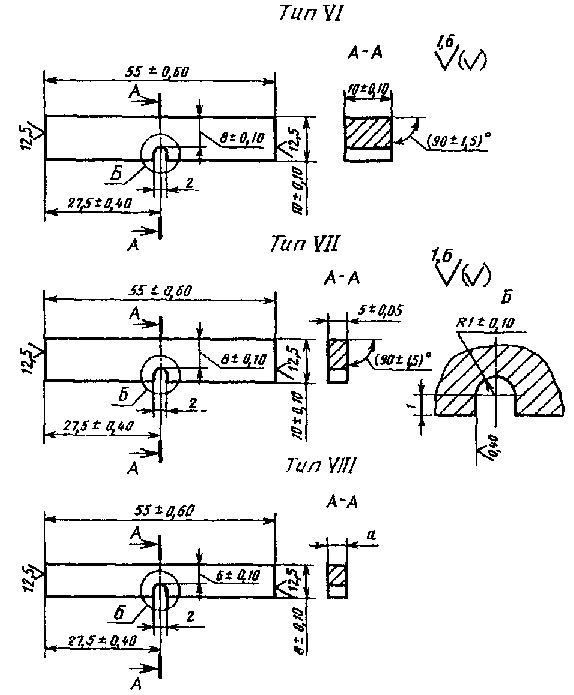 Тип VI
А-А
1,6
(√)
55 ± 0,60
А
10±0,10
12,5
8±0,10
12,5
10±0,10
(90 ± 1,5)°
Б
2
27,5 ± 0,40
А
Тип VII
А-А
1,6
(√)
Б
55 ± 0,60
А
5±0,05
R1 ± 0,10
12,5
8±0,10
12,5
10±0,10
(90±1,5)°
Б
2
27,5 ± 0,40
А
1
0,40
Тип VIII
А-А
55 ± 0,60
А
а
12,5
6±0,10
12,5
8 ± 0,10
Б
2
27,5 ± 0,40
А